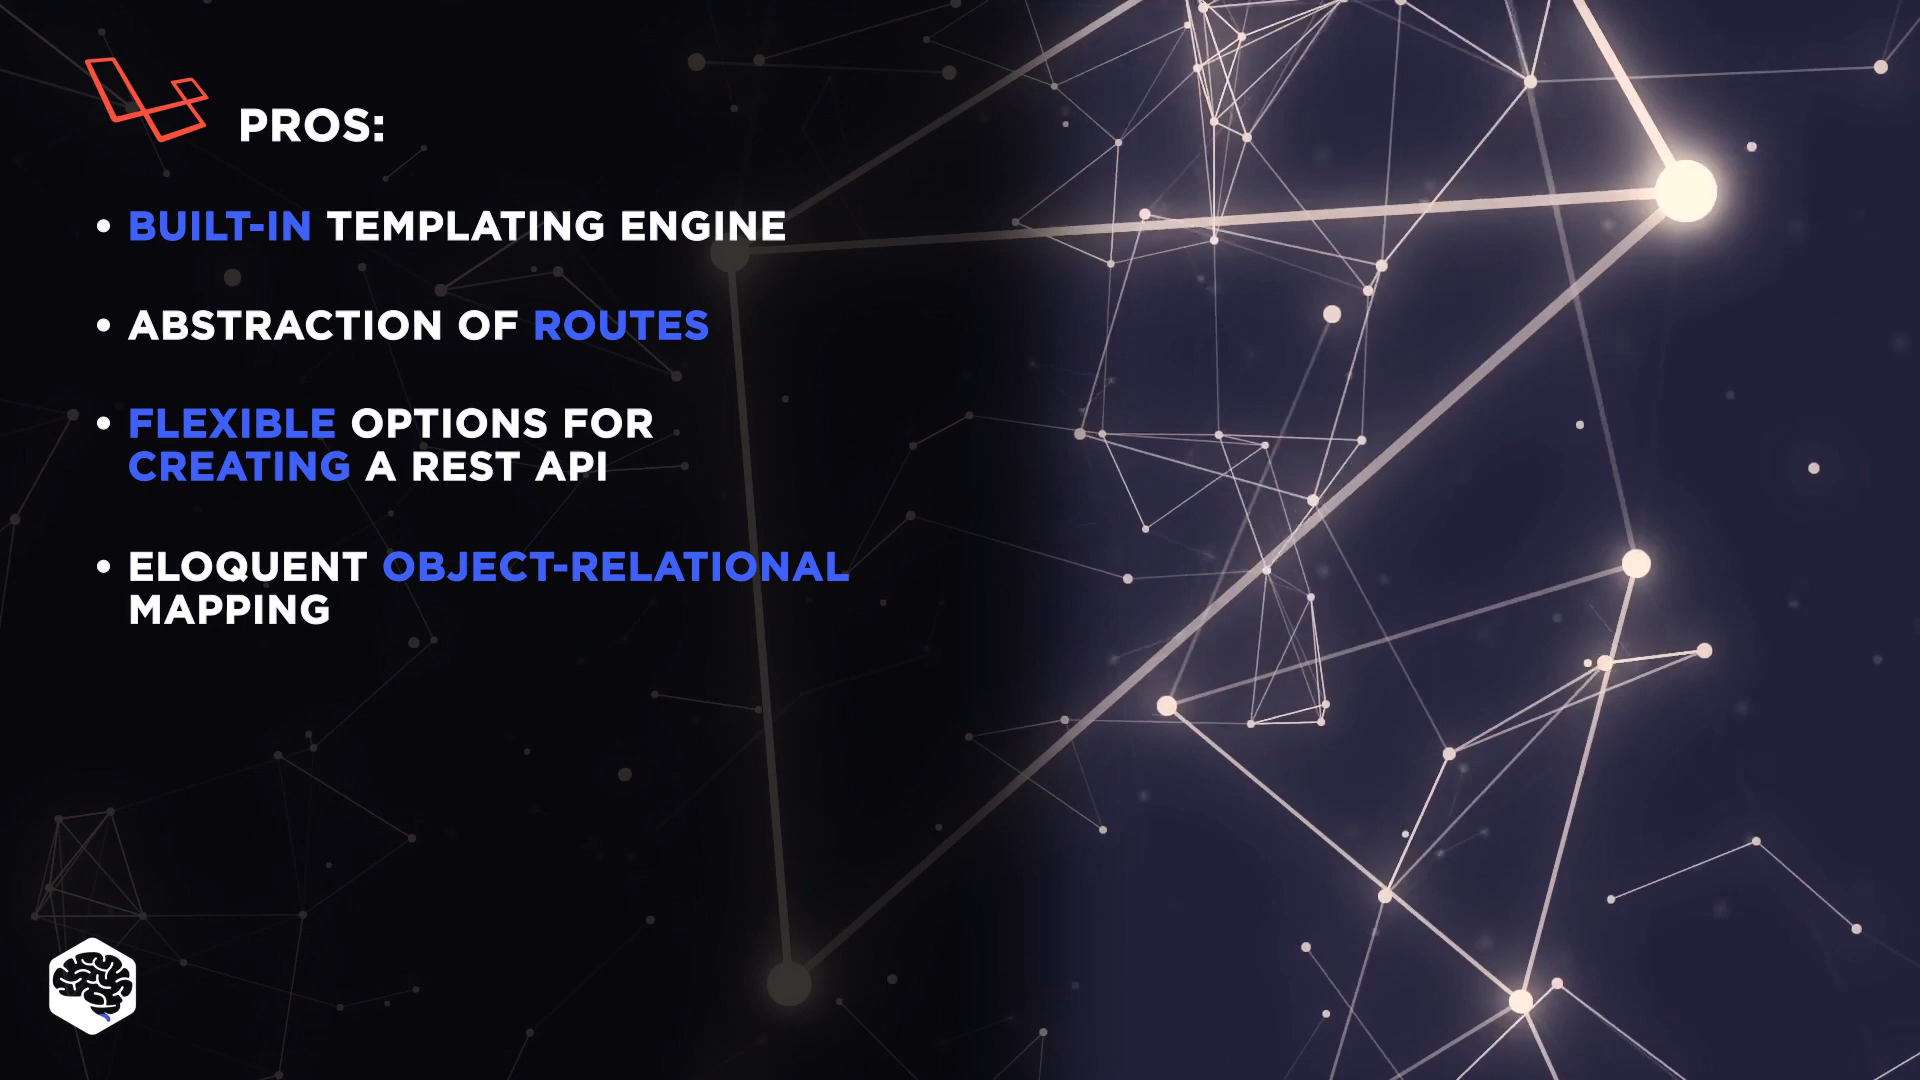 PROS:
• BUILT-IN TEMPLATING ENGINE
• ABSTRACTION OF ROUTES
• FLEXIBLE OPTIONS FOR
CREATING A REST API
• ELOQUENT OBJECT-RELATIONAL
MAPPING